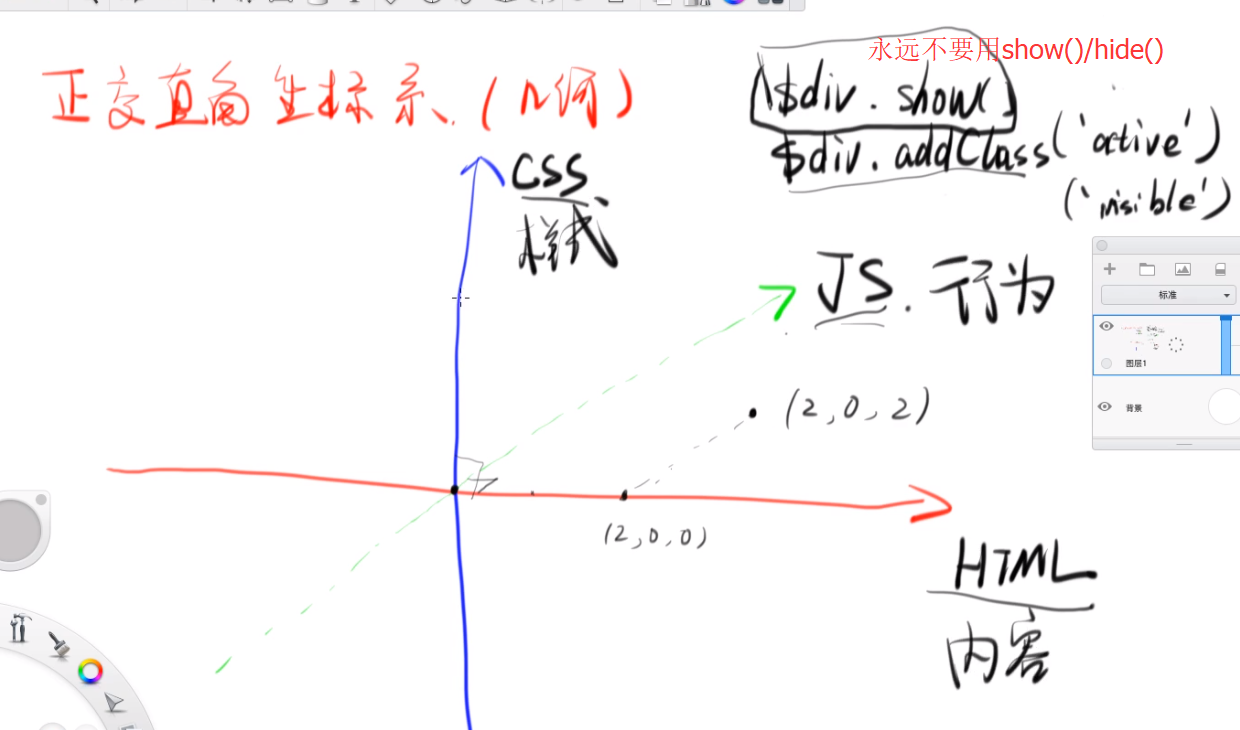 永远不要用show()/hide()
正交直角坐标系.(几何)
$div.show()
$div.addClass('active')
('visible')
CSS
样式
JS.行为
标准
图层1
背景
(2,0,2)
(2,0,0)
HTML
内容